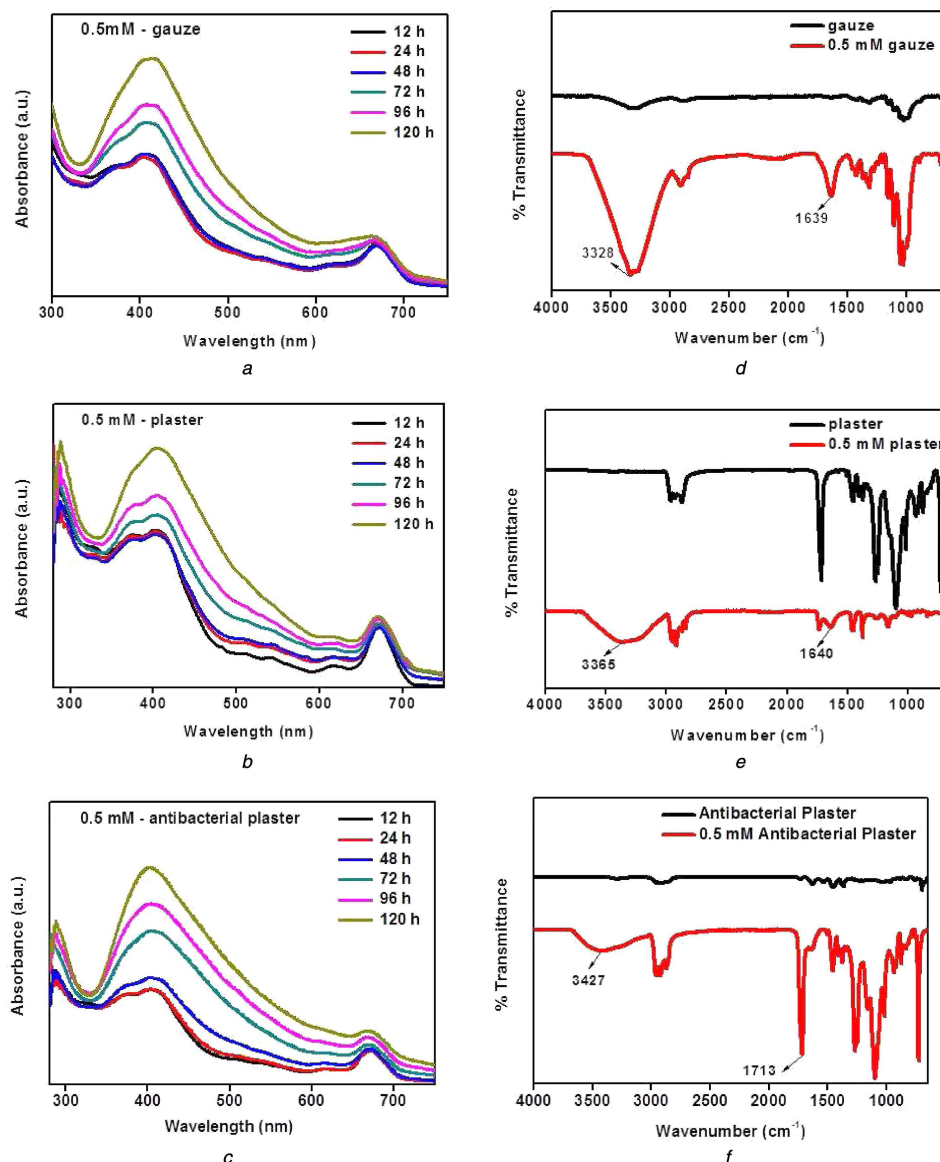 0.5mM - gauze
12 h
24 h
48 h
72 h
96 h
120 h
Absorbance (a.u.)
300 400 500 600 700
Wavelength (nm)
a
gauze
0.5 mM gauze
% Transmittance
3328
1639
4000 3500 3000 2500 2000 1500 1000
Wavenumber (cm-1)
d
0.5 mM - plaster
12 h
24 h
48 h
72 h
96 h
120 h
Absorbance (a.u.)
300 400 500 600 700
Wavelength (nm)
b
plaster
0.5 mM plaster
% Transmittance
3365
1640
4000 3500 3000 2500 2000 1500 1000
Wavenumber (cm-1)
e
0.5 mM - antibacterial plaster
12 h
24 h
48 h
72 h
96 h
120 h
Absorbance (a.u.)
300 400 500 600 700
Wavelength (nm)
c
Antibacterial Plaster
0.5 mM Antibacterial Plaster
% Transmittance
3427
1713
4000 3500 3000 2500 2000 1500 1000
Wavenumber (cm-1)
f